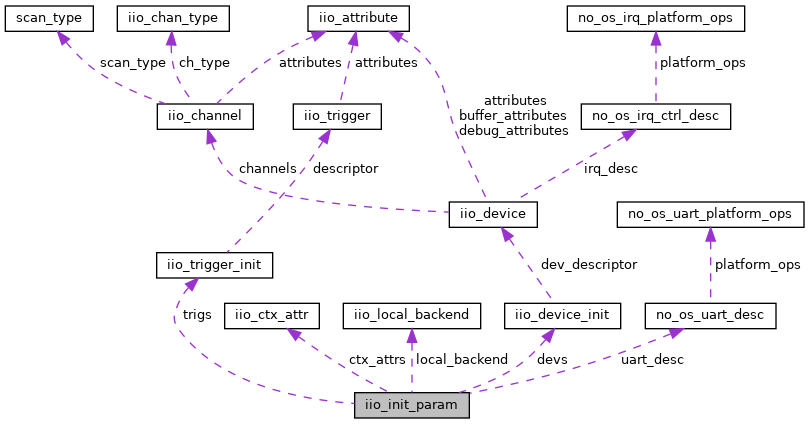 scan_type
iio_chan_type
iio_attribute
no_os_irq_platform_ops
scan_type
ch_type
attributes
attributes
platform_ops
iio_channel
iio_trigger
attributes
buffer_attributes
debug_attributes
no_os_irq_ctrl_desc
channels
descriptor
irq_desc
iio_device
no_os_uart_platform_ops
iio_trigger_init
dev_descriptor
platform_ops
trigs
iio_ctx_attr
iio_local_backend
iio_device_init
no_os_uart_desc
ctx_attrs
local_backend
devs
uart_desc
iio_init_param